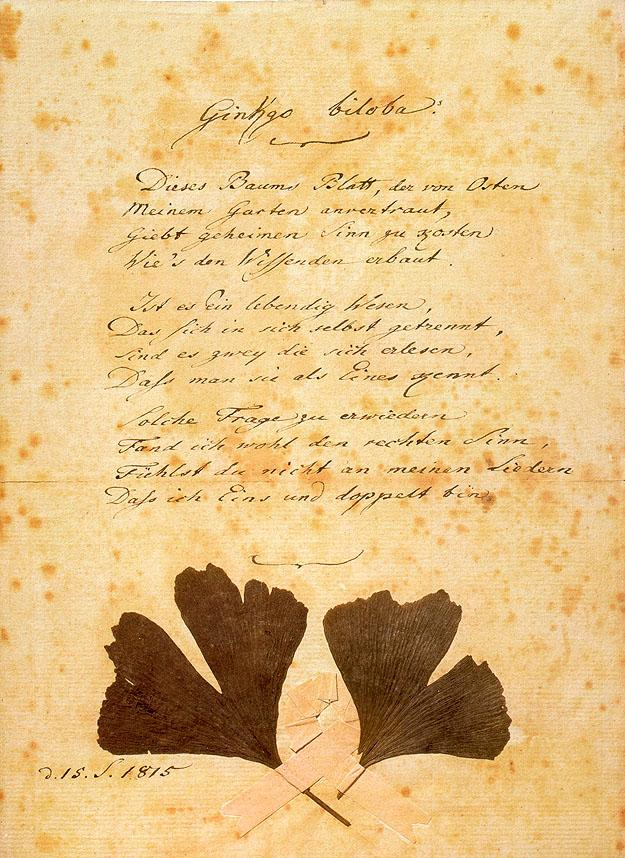 Ginkgo biloba.
Dieses Baums Blatt, der von Osten
Meinem Garten anvertraut,
Giebt geheimen Sinn zu kosten
Wie's den Wissenden erbaut.
Ist es Ein lebendig Wesen,
Das sich in sich selbst getrennt,
Sind es zwey die sich erlesen,
Dass man sie als Eines kennt.
Solche Frage zu erwiedern
Fand ich wohl den rechten Sinn,
Fühlst du nicht an meinen Liedern
Dass ich Eins und doppelt bin.
d. 15. S. 1815